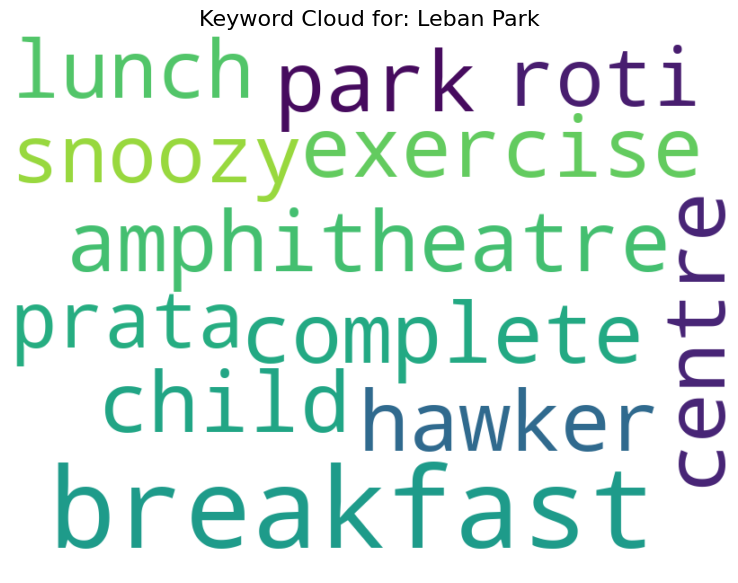 Keyword Cloud for: Leban Park
lunch
park
roti
snoozy
exercise
amphitheatre
centre
prata
complete
child
hawker
breakfast